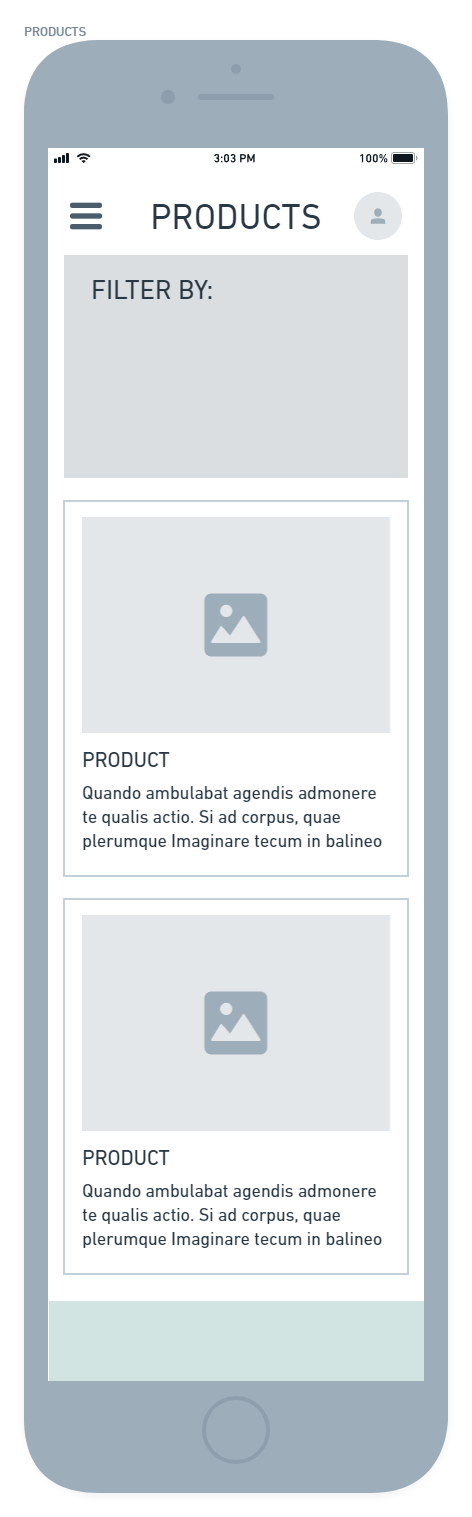 PRODUCTS
3:03 PM
100%
PRODUCTS
FILTER BY:
PRODUCT
Quando ambulabat agendis admonere
te qualis actio. Si ad corpus, quae
plerumque Imaginare tecum in balineo
PRODUCT
Quando ambulabat agendis admonere
te qualis actio. Si ad corpus, quae
plerumque Imaginare tecum in balineo